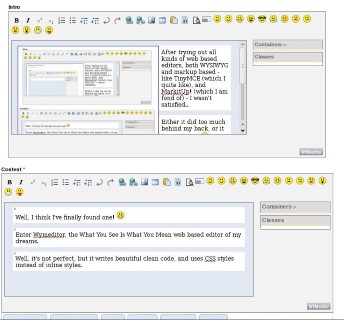 Intro
B I
Containers >
Classes
After trying out all
kinds of web based
editors, both WYSIWYG
and markup based -
like TinyMCE (which I
quite like), and
MarkItUp! (which I am
fond of) - I wasn't
satisfied..
Either it did too much
behind my back, or it
WYMeditor
Content *
B I
Containers >
Classes
Well, I think I've finally found one!
Enter Wymeditor, the What You See Is What You Mean web based editor of my
dreams.
Well, it's not perfect, but it writes beautiful clean code, and uses CSS styles
instead of inline styles.
WYMeditor